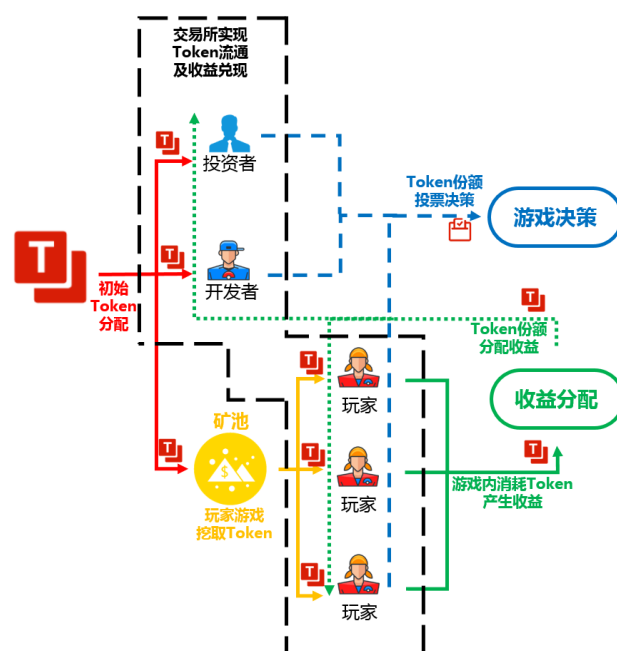 交易所实现
Token流通
及收益兑现
T
投资者
Token份额
投票决策
游戏决策
T
T
开发者
初始
Token
分配
T
Token份额
分配收益
T
玩家
收益分配
矿池
T
$
T
玩家
T
游戏内消耗Token
产生收益
玩家游戏
挖取Token
T
玩家